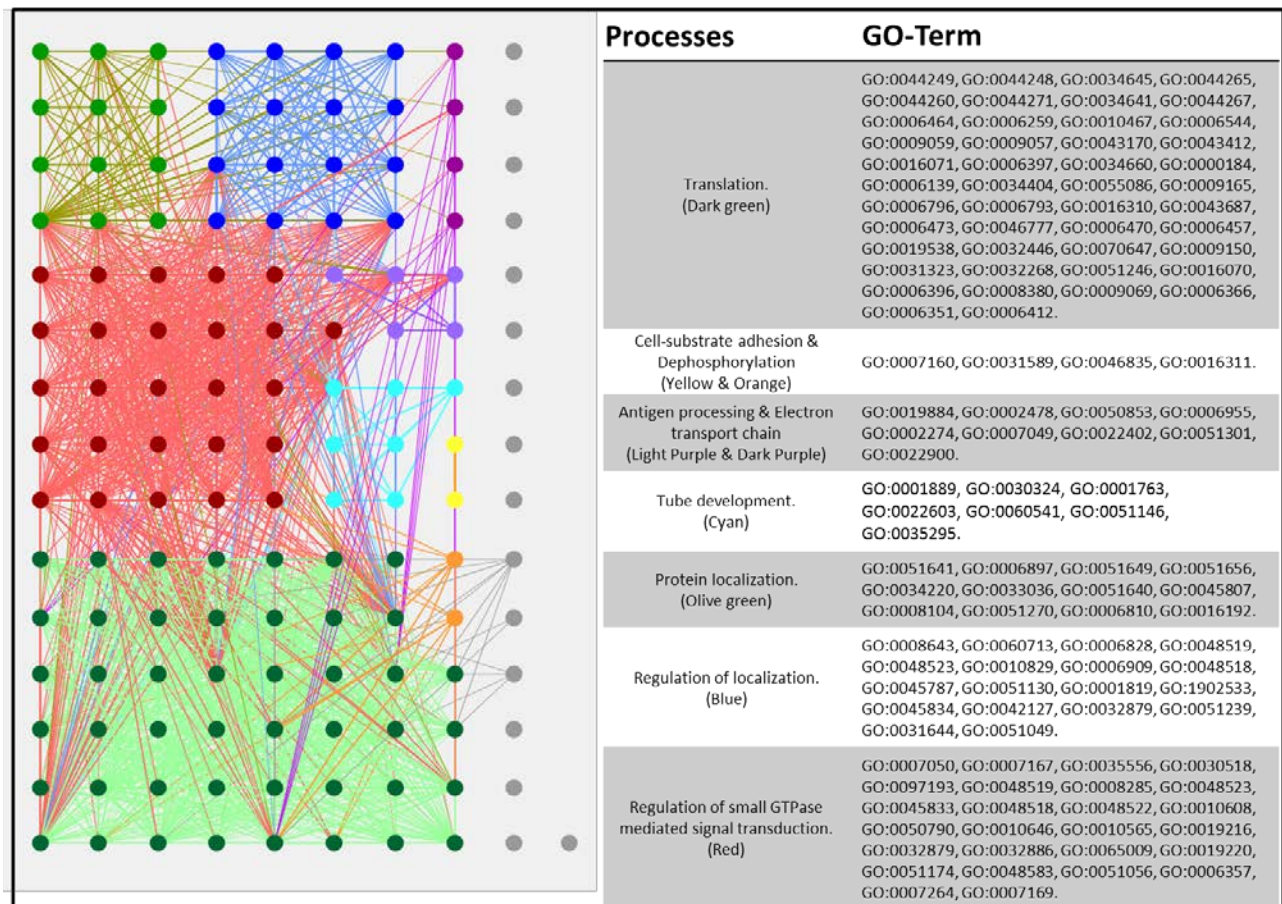 Processes GO-Term
Translation.
(Dark green)
GO:0044249, GO:0044248, GO:0034645, GO:0044265,
GO:0044260, GO:0044271, GO:0034641, GO:0044267,
GO:0006464, GO:0006259, GO:0010467, GO:0006544,
GO:0009059, GO:0009057, GO:0043170, GO:0043412,
GO:0016071, GO:0006397, GO:0034660, GO:0000184,
GO:0006139, GO:0034404, GO:0055086, GO:0009165,
GO:0006796, GO:0006793, GO:0016310, GO:0043687,
GO:0006473, GO:0046777, GO:0006470, GO:0006457,
GO:0019538, GO:0032446, GO:0070647, GO:0009150,
GO:0031323, GO:0032268, GO:0051246, GO:0016070,
GO:0006396, GO:0008380, GO:0009069, GO:0006366,
GO:0006351, GO:0006412.
Cell-substrate adhesion &
Dephosphorylation
(Yellow & Orange)
GO:0007160, GO:0031589, GO:0046835, GO:0016311.
Antigen processing & Electron
transport chain
(Light Purple & Dark Purple)
GO:0019884, GO:0002478, GO:0050853, GO:0006955,
GO:0002274, GO:0007049, GO:0022402, GO:0051301,
GO:0022900.
Tube development.
(Cyan)
GO:0001889, GO:0030324, GO:0001763,
GO:0022603, GO:0060541, GO:0051146,
GO:0035295.
Protein localization.
(Olive green)
GO:0051641, GO:0006897, GO:0051649, GO:0051656,
GO:0034220, GO:0033036, GO:0051640, GO:0045807,
GO:0008104, GO:0051270, GO:0006810, GO:0016192.
Regulation of localization.
(Blue)
GO:0008643, GO:0060713, GO:0006828, GO:0048519,
GO:0048523, GO:0010829, GO:0006909, GO:0048518,
GO:0045787, GO:0051130, GO:0001819, GO:1902533,
GO:0045834, GO:0042127, GO:0032879, GO:0051239,
GO:0031644, GO:0051049.
Regulation of small GTPase
mediated signal transduction.
(Red)
GO:0007050, GO:0007167, GO:0035556, GO:0030518,
GO:0097193, GO:0048519, GO:0008285, GO:0048523,
GO:0045833, GO:0048518, GO:0048522, GO:0010608,
GO:0050790, GO:0010646, GO:0010565, GO:0019216,
GO:0032879, GO:0032886, GO:0065009, GO:0019220,
GO:0051174, GO:0048583, GO:0051056, GO:0006357,
GO:0007264, GO:0007169.